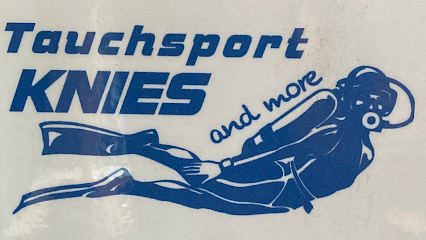 Tauchsport
KNIES
and more